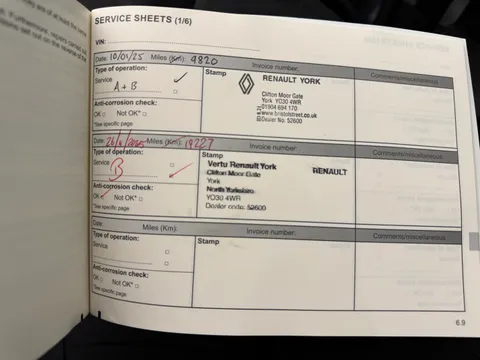 SERVICE SHEETS (1/6)
VIN:
Date: 10/01/25 Miles (Km): 9820 Invoice number:
Type of operation: Stamp Comments/miscellaneous
Service
A + B
RENAULT YORK
Clifton Moor Gate
York YO30 4WR
01904 694 170
www.bristolstreet.co.uk
Dealer No. 52600
Anti-corrosion check:
OK Not OK*
*See specific page
Date: Miles (Km): 19227 Invoice number:
Type of operation: Stamp Comments/miscellaneous
Service
B
Vertu Renault York RENAULT
Clifton Moor Gate
York
North Yorkshire
YO30 4WR
Dealer code: 52600
Anti-corrosion check:
OK Not OK*
*See specific page
Date: Miles (Km): Invoice number:
Type of operation: Stamp Comments/miscellaneous
Service
Anti-corrosion check:
OK Not OK*
*See specific page
6.9